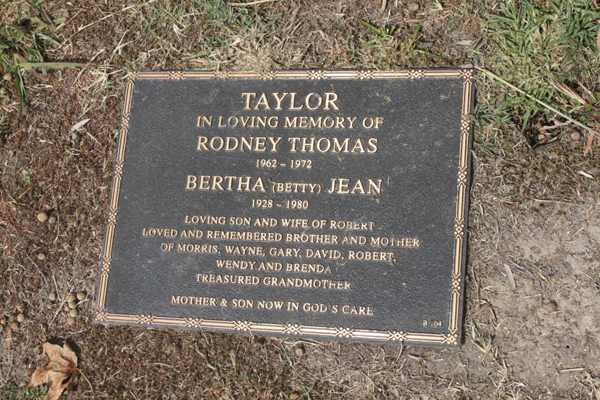 TAYLOR
IN LOVING MEMORY OF
RODNEY THOMAS
1962 - 1972
BERTHA (BETTY) JEAN
1928 - 1980
LOVING SON AND WIFE OF ROBERT
LOVED AND REMEMBERED BROTHER AND MOTHER
OF MORRIS, WAYNE, GARY, DAVID, ROBERT,
WENDY AND BRENDA
TREASURED GRANDMOTHER
MOTHER & SON NOW IN GOD'S CARE